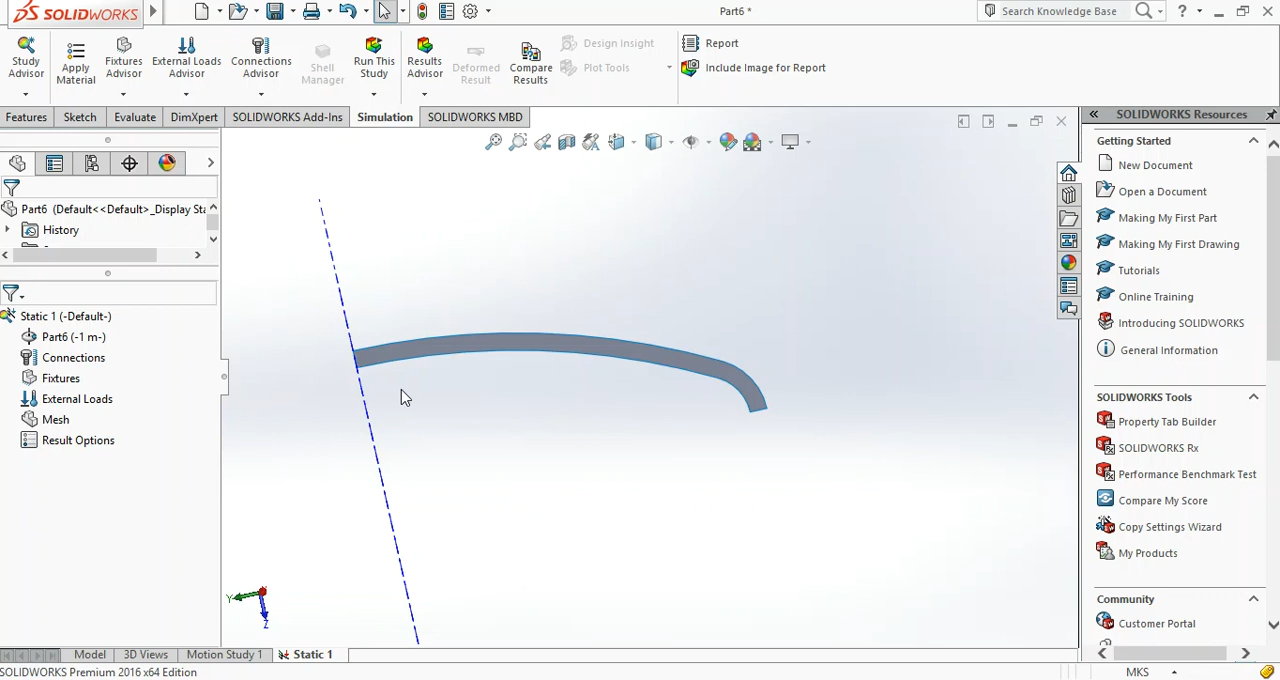 DS SOLIDWORKS
Part6 *
Search Knowledge Base
?
Study Advisor
Apply Material
Fixtures Advisor
External Loads Advisor
Connections Advisor
Shell Manager
Run This Study
Results Advisor
Deformed Result
Compare Results
Design Insight
Plot Tools
Report
Include Image for Report
Features
Sketch
Evaluate
DimXpert
SOLIDWORKS Add-Ins
Simulation
SOLIDWORKS MBD
Part6 (Default<<Default>_Display Sta
History
Static 1 (-Default-)
Part6 (-1 m-)
Connections
Fixtures
External Loads
Mesh
Result Options
Y
Z
SOLIDWORKS Resources
Getting Started
New Document
Open a Document
Making My First Part
Making My First Drawing
Tutorials
Online Training
Introducing SOLIDWORKS
General Information
SOLIDWORKS Tools
Property Tab Builder
SOLIDWORKS Rx
Performance Benchmark Test
Compare My Score
Copy Settings Wizard
My Products
Community
Customer Portal
Model
3D Views
Motion Study 1
Static 1
SOLIDWORKS Premium 2016 x64 Edition
MKS